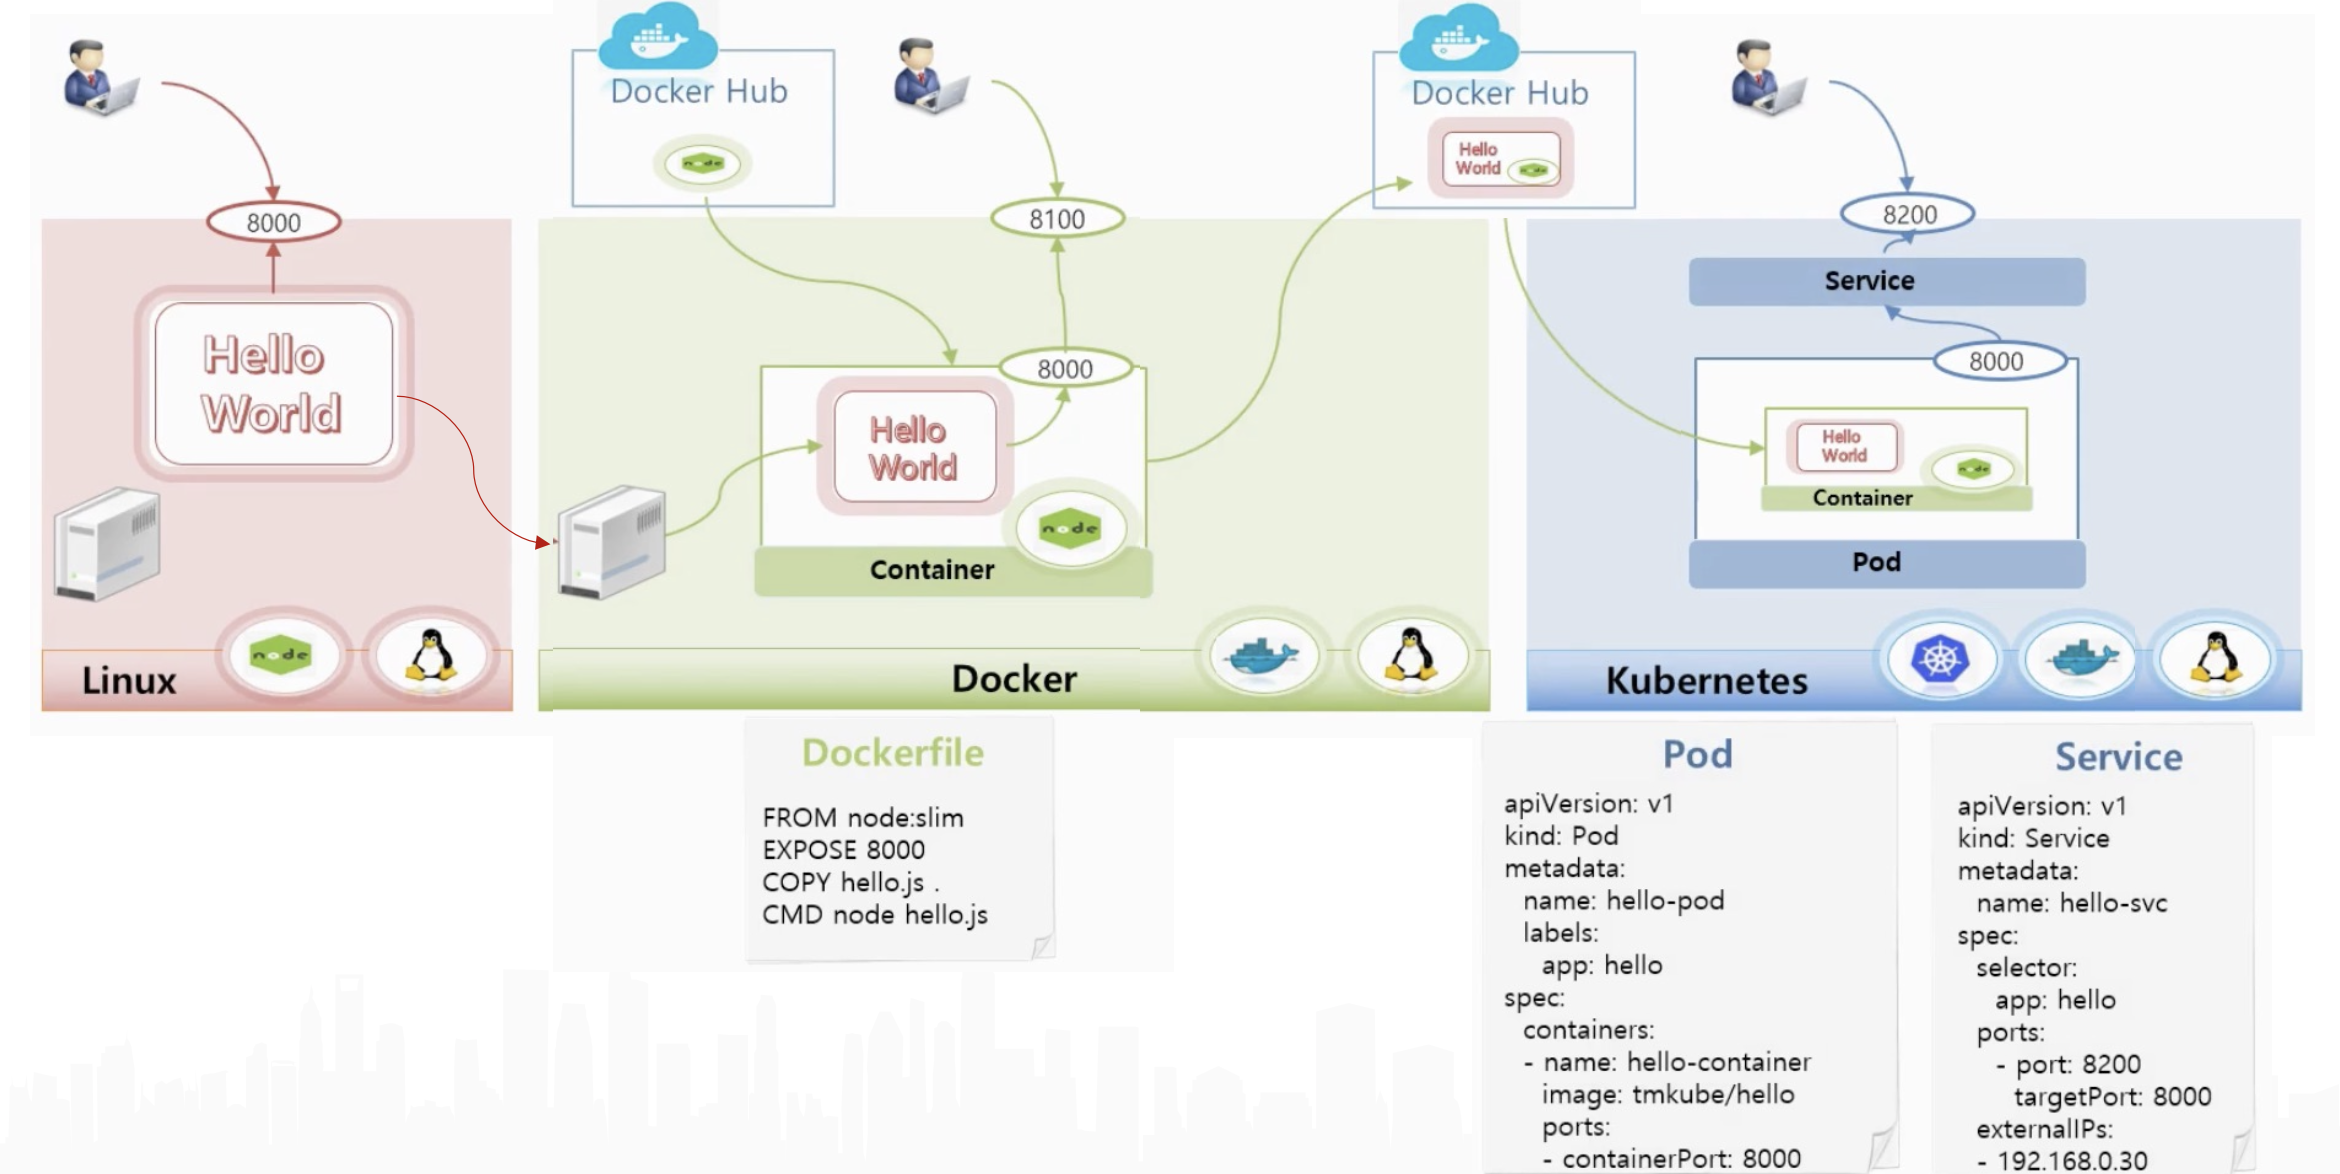 Docker Hub
Docker Hub
node
Hello
World
node
8000
8100
8200
Service
Hello
World
8000
Hello
World
node
Container
8000
Hello
World
node
Container
Pod
Linux
node
Docker
Kubernetes
Dockerfile
FROM node:slim
EXPOSE 8000
COPY hello.js .
CMD node hello.js
Pod
apiVersion: v1
kind: Pod
metadata:
name: hello-pod
labels:
app: hello
spec:
containers:
- name: hello-container
image: tmkube/hello
ports:
- containerPort: 8000
Service
apiVersion: v1
kind: Service
metadata:
name: hello-svc
spec:
selector:
app: hello
ports:
- port: 8200
targetPort: 8000
externalIPs:
- 192.168.0.30